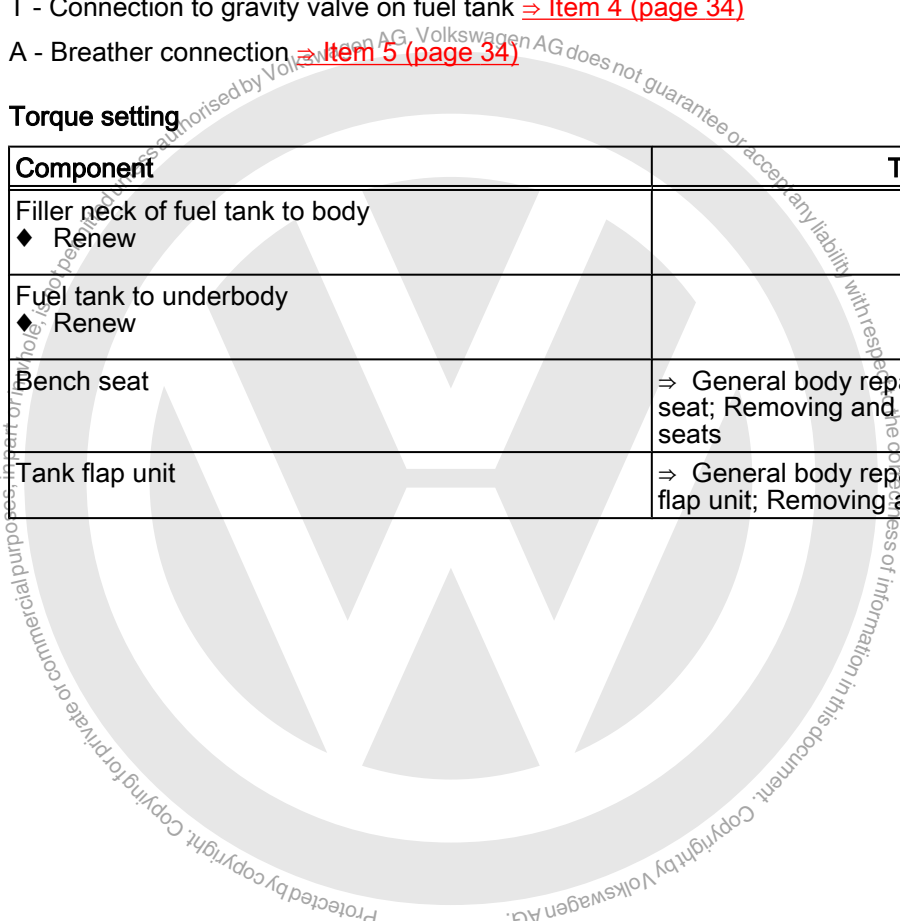 T - Connection to gravity valve on fuel tank ⇒ Item 4 (page 34)
A - Breather connection ⇒ Item 5 (page 34)
Torque setting
Component T
Filler neck of fuel tank to body
♦ Renew
Fuel tank to underbody
♦ Renew
Bench seat
⇒ General body repa
seat; Removing and
seats
Tank flap unit
⇒ General body repa
flap unit; Removing a
Protected by copyright. Copying for private or commercial purposes, in part or in whole, is not permitted unless authorised by Volkswagen AG. Volkswagen AG does not guarantee or accept any liability with respect to the correctness of information in this document. Copyright by Volkswagen AG.